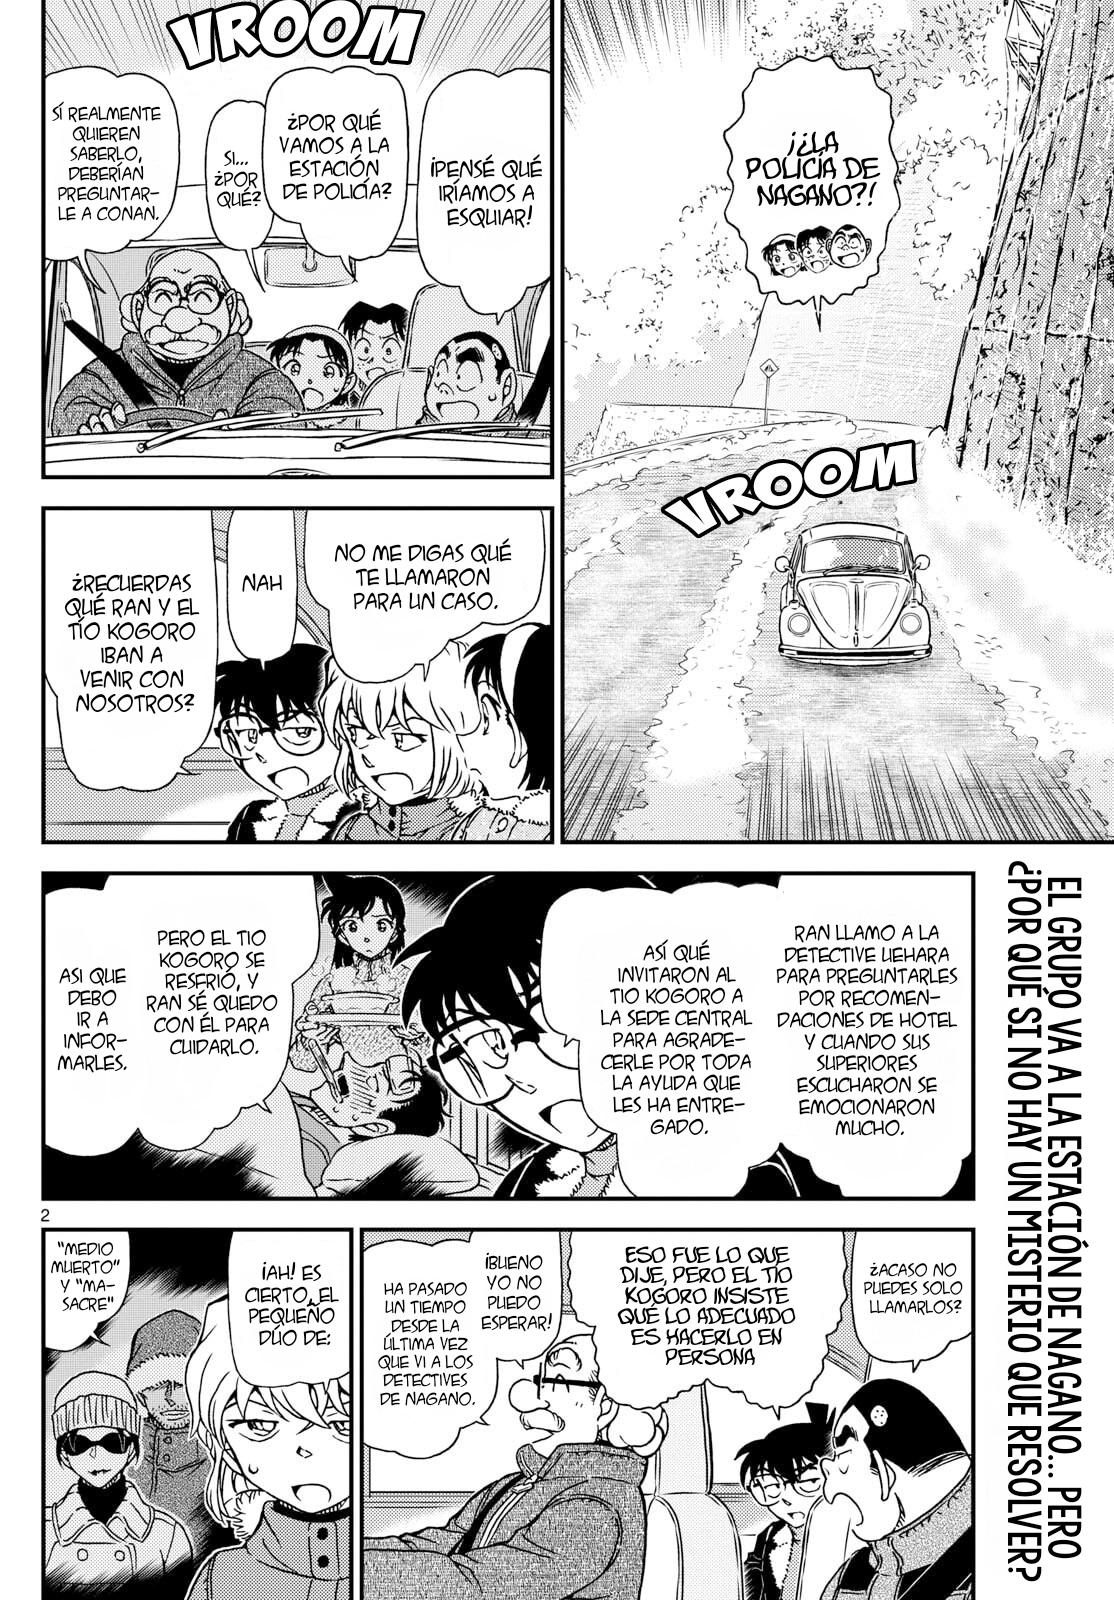 ¡¿LA
POLICÍA DE
NAGANO?!
VROOM
VROOM
¡PENSÉ QUÉ
IRÍAMOS A
ESQUIAR!
¿POR QUÉ
VAMOS A LA
ESTACIÓN
DE POLICÍA?
SI...
¿POR
QUÉ?
SÍ REALMENTE
QUIEREN
SABERLO,
DEBERÍAN
PREGUNTAR-
LE A CONAN.
NO ME DIGAS QUÉ
TE LLAMARON
PARA UN CASO.
NAH
¿RECUERDAS
QUÉ RAN Y EL
TÍO KOGORO
IBAN A
VENIR CON
NOSOTROS?
RAN LLAMO A LA
DETECTIVE UEHARA
PARA PREGUNTARLES
POR RECOMEN-
DACIONES DE HOTEL
Y CUANDO SUS
SUPERIORES
ESCUCHARON SE
EMOCIONARON
MUCHO.
ASÍ QUÉ
INVITARON AL
TIO KOGORO A
LA SEDE CENTRAL
PARA AGRADE-
CERLE POR TODA
LA AYUDA QUE
LES HA ENTRE-
GADO.
PERO EL TIO
KOGORO SE
RESFRIÓ, Y
RAN SÉ QUEDO
CON ÉL PARA
CUIDARLO.
ASI QUE
DEBO
IR A
INFOR-
MARLES.
EL GRUPO VA A LA ESTACIÓN DE NAGANO... PERO
¿POR QUÉ SI NO HAY UN MISTERIO QUE RESOLVER?
2
¿ACASO NO
PUEDES SOLO
LLAMARLOS?
ESO FUE LO QUE
DIJE, PERO EL TÍO
KOGORO INSISTE
QUÉ LO ADECUADO
ES HACERLO EN
PERSONA
¡BUENO
YO NO
PUEDO
ESPERAR!
HA PASADO
UN TIEMPO
DESDE LA
ÚLTIMA VEZ
QUE VI A LOS
DETECTIVES
DE NAGANO.
¡AH! ES
CIERTO, EL
PEQUEÑO
DÚO DE:
"MEDIO
MUERTO"
Y "MA-
SACRE"